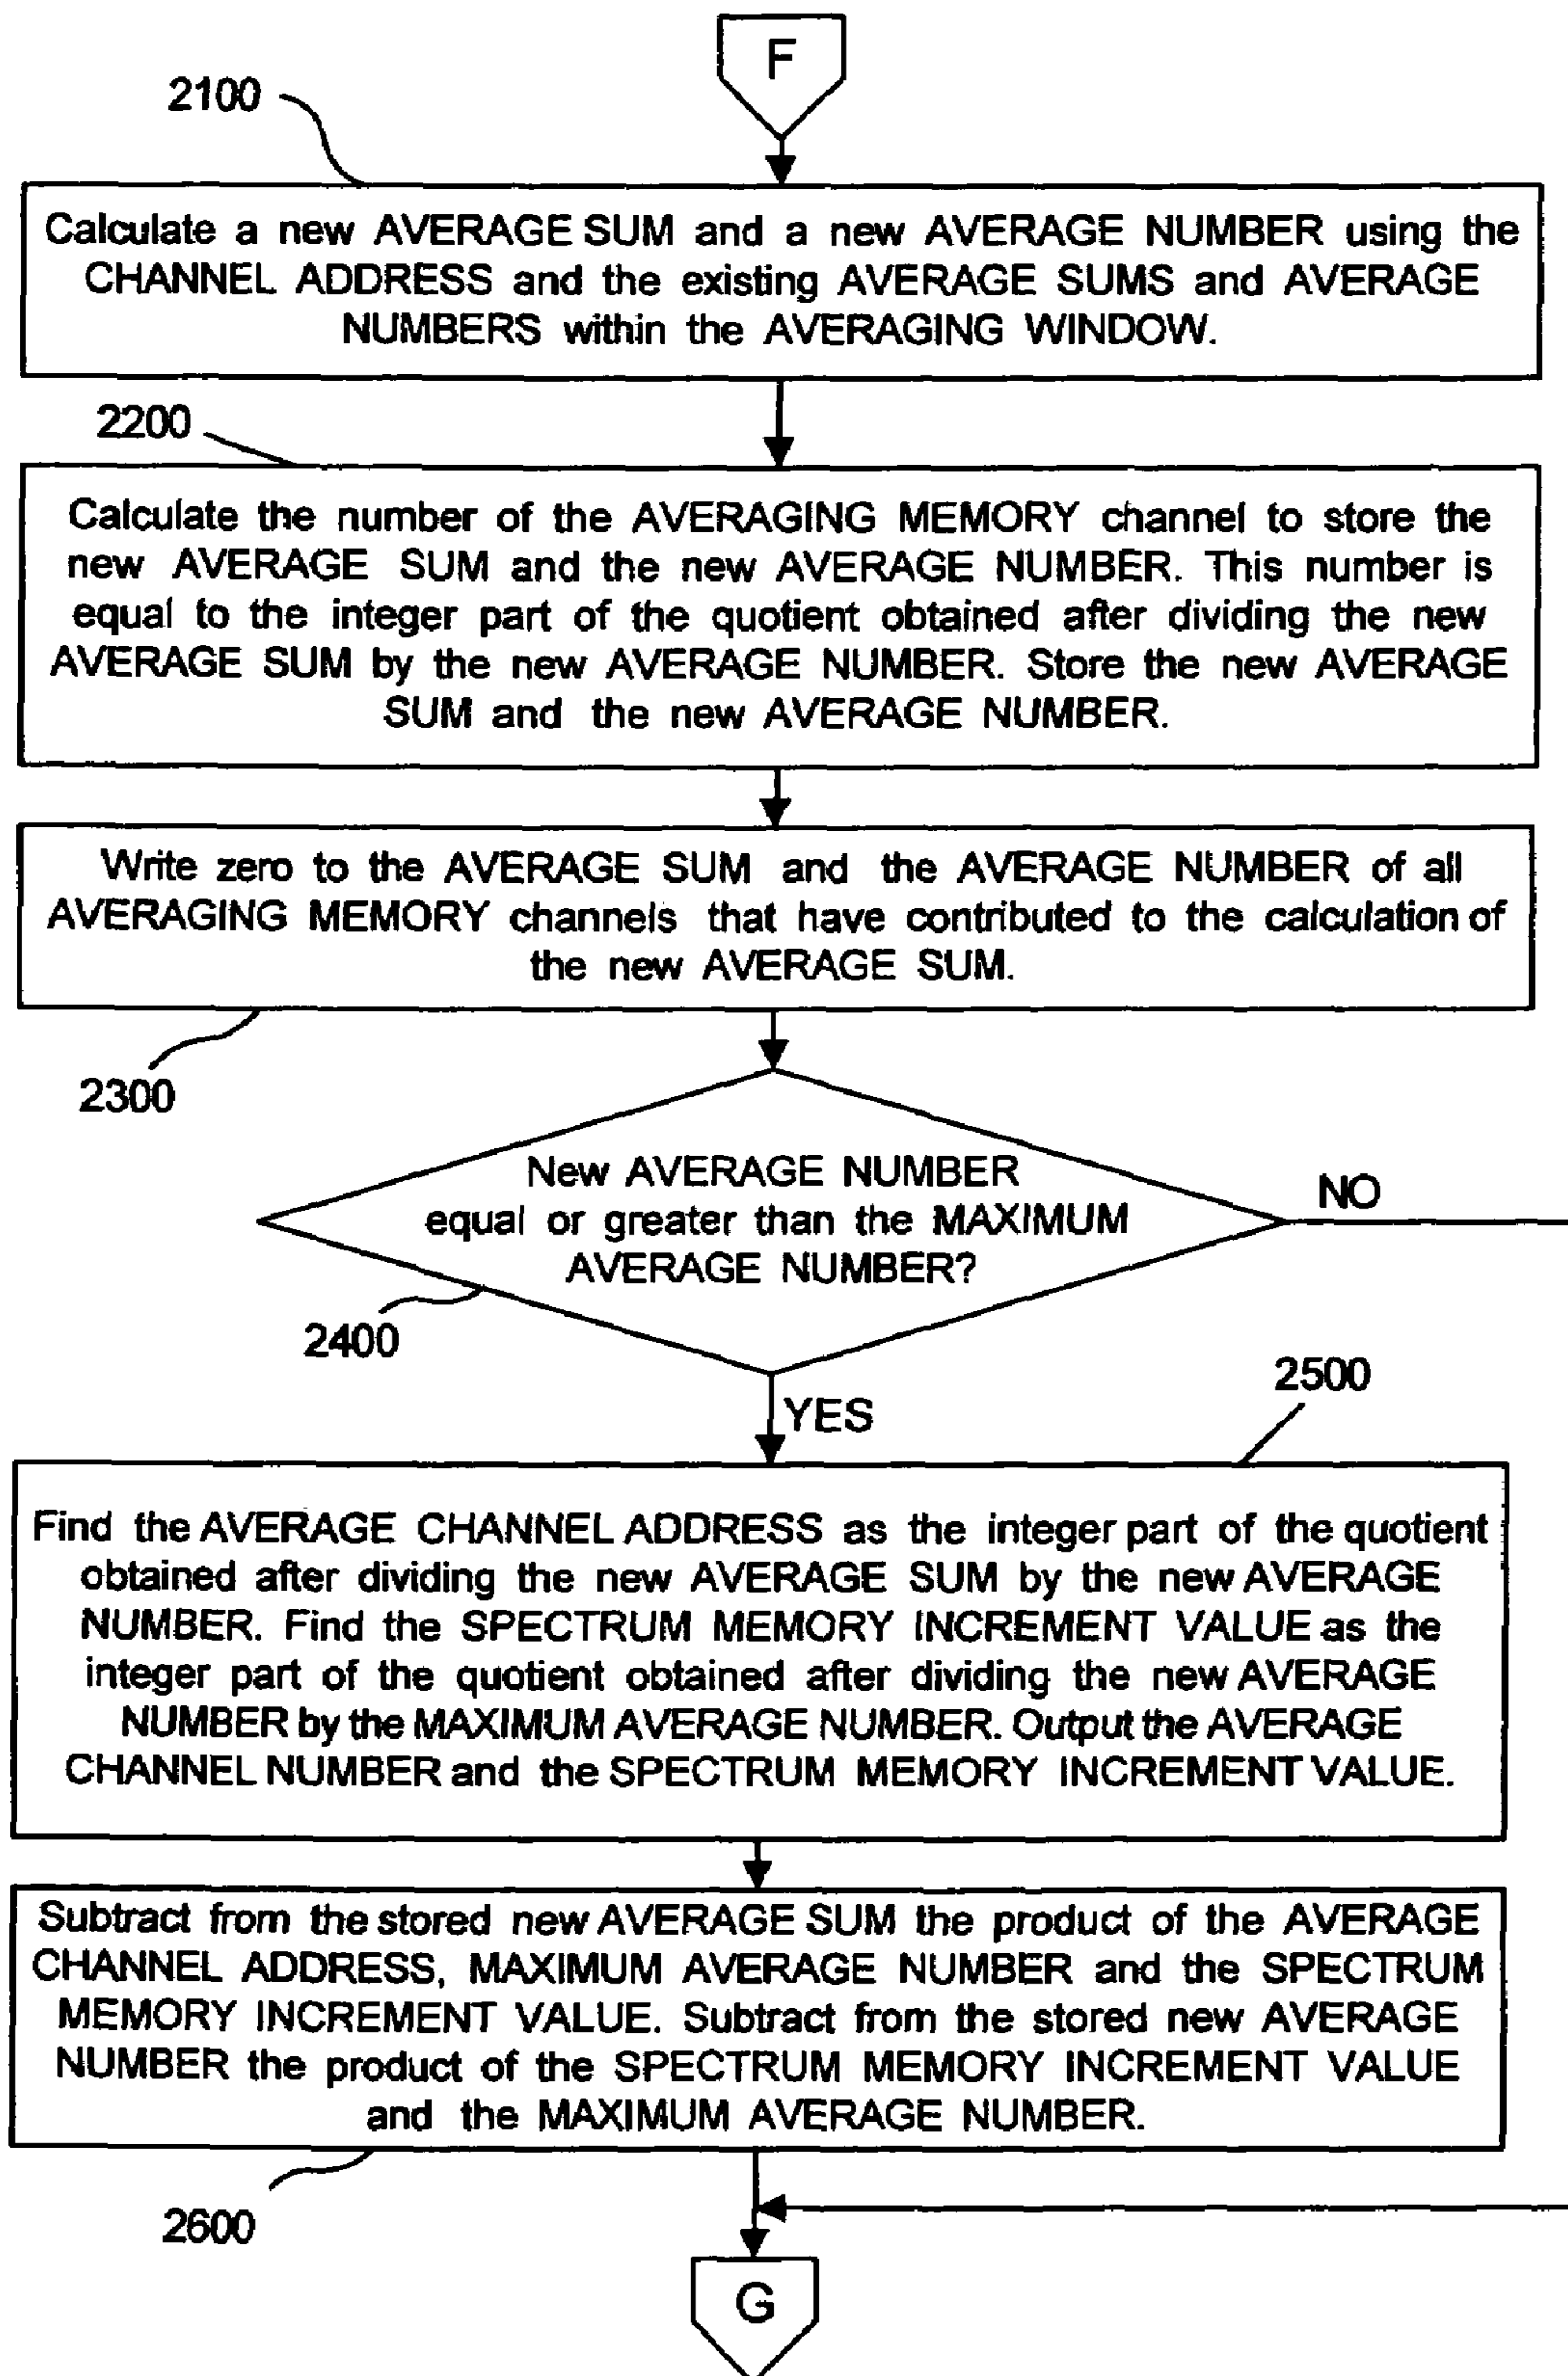 F
2100
Calculate a new AVERAGE SUM and a new AVERAGE NUMBER using the
CHANNEL ADDRESS and the existing AVERAGE SUMS and AVERAGE
NUMBERS within the AVERAGING WINDOW.
2200
Calculate the number of the AVERAGING MEMORY channel to store the
new AVERAGE SUM and the new AVERAGE NUMBER. This number is
equal to the integer part of the quotient obtained after dividing the new
AVERAGE SUM by the new AVERAGE NUMBER. Store the new AVERAGE
SUM and the new AVERAGE NUMBER.
Write zero to the AVERAGE SUM and the AVERAGE NUMBER of all
AVERAGING MEMORY channels that have contributed to the calculation of
the new AVERAGE SUM.
2300
New AVERAGE NUMBER
equal or greater than the MAXIMUM
AVERAGE NUMBER?
NO
2400
YES
2500
Find the AVERAGE CHANNEL ADDRESS as the integer part of the quotient
obtained after dividing the new AVERAGE SUM by the new AVERAGE
NUMBER. Find the SPECTRUM MEMORY INCREMENT VALUE as the
integer part of the quotient obtained after dividing the new AVERAGE
NUMBER by the MAXIMUM AVERAGE NUMBER. Output the AVERAGE
CHANNEL NUMBER and the SPECTRUM MEMORY INCREMENT VALUE.
Subtract from the stored new AVERAGE SUM the product of the AVERAGE
CHANNEL ADDRESS, MAXIMUM AVERAGE NUMBER and the SPECTRUM
MEMORY INCREMENT VALUE. Subtract from the stored new AVERAGE
NUMBER the product of the SPECTRUM MEMORY INCREMENT VALUE
and the MAXIMUM AVERAGE NUMBER.
2600
G